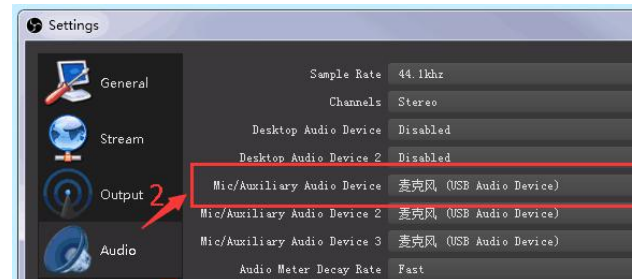 Settings
General
Sample Rate 44.1khz
Channels Stereo
Stream
Desktop Audio Device Disabled
Desktop Audio Device 2 Disabled
Output 2
Mic/Auxiliary Audio Device 麦克风 (USB Audio Device)
Mic/Auxiliary Audio Device 2 麦克风 (USB Audio Device)
Audio
Mic/Auxiliary Audio Device 3 麦克风 (USB Audio Device)
Audio Meter Decay Rate Fast